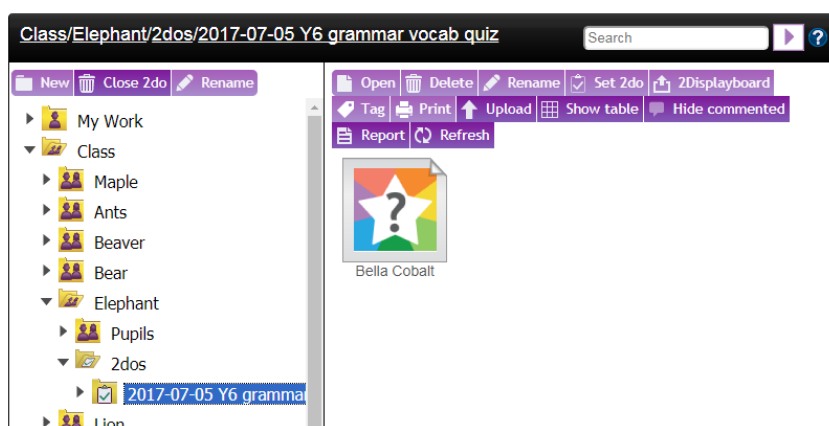 Class/Elephant/2dos/2017-07-05 Y6 grammar vocab quiz
Search
?
New Close 2do Rename
My Work
Class
Maple
Ants
Beaver
Bear
Elephant
Pupils
2dos
2017-07-05 Y6 gramma
Lion
Open Delete Rename Set 2do 2Displayboard
Tag Print Upload Show table Hide commented
Report Refresh
?
Bella Cobalt